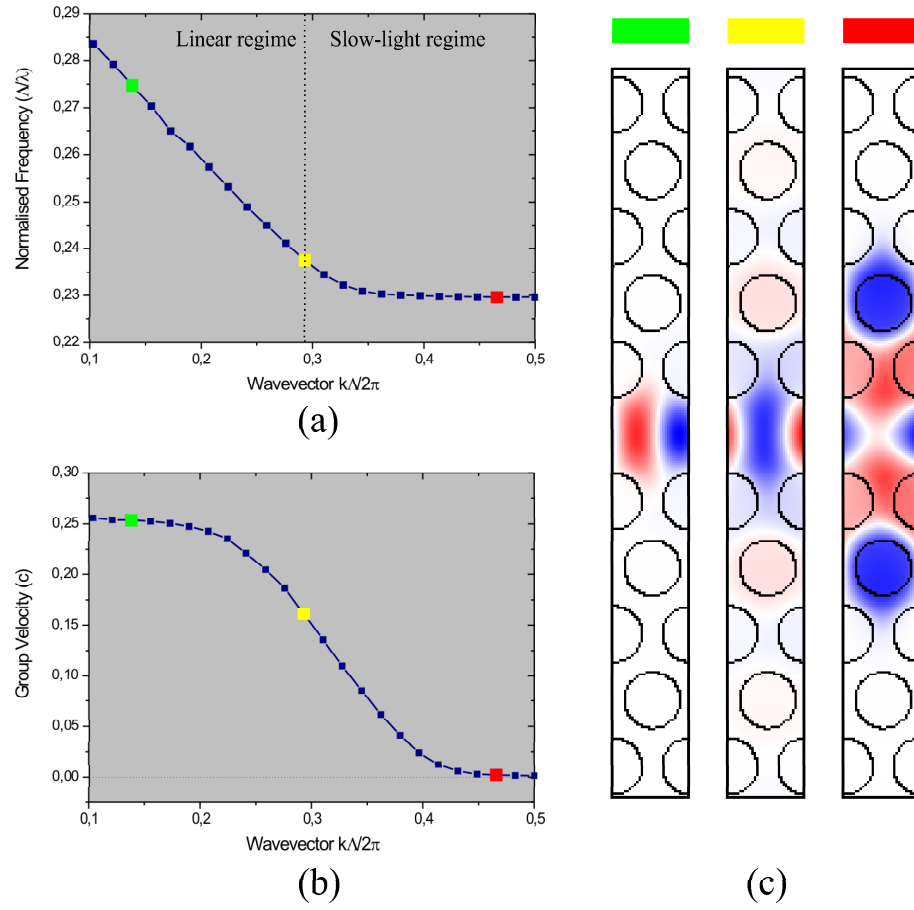 0,29
0,28
0,27
0,26
0,25
0,24
0,23
0,22
Normalised Frequency (Λ/λ)
Linear regime
Slow-light regime
0,1 0,2 0,3 0,4 0,5
Wavevector kΛ/2π
(a)
0,30
0,25
0,20
0,15
0,10
0,05
0,00
Group Velocity (c)
0,1 0,2 0,3 0,4 0,5
Wavevector kΛ/2π
(b)
(c)